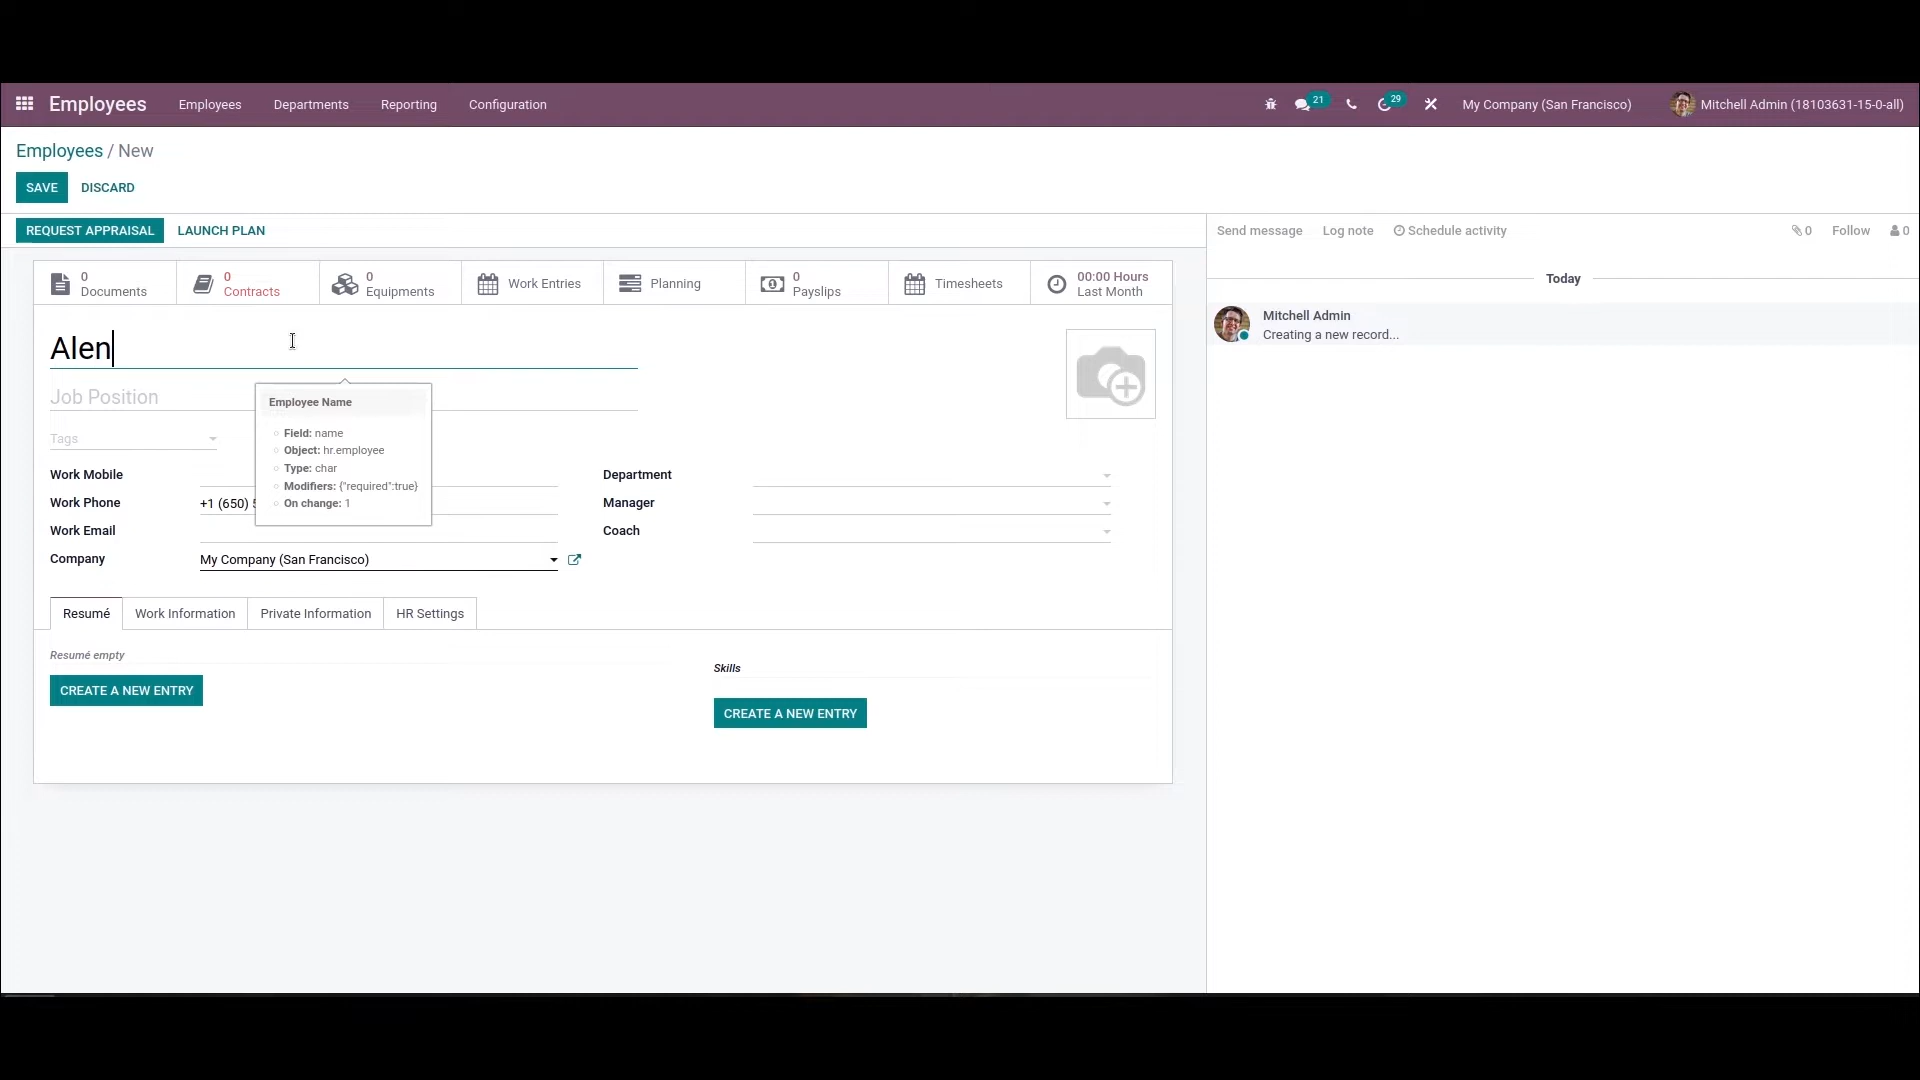 Employees Employees Departments Reporting Configuration 21 29 My Company (San Francisco) Mitchell Admin (18103631-15-0-all)
Employees / New
SAVE DISCARD
REQUEST APPRAISAL LAUNCH PLAN
Send message Log note Schedule activity 0 Follow 0
0 Documents
0 Contracts
0 Equipments
Work Entries
Planning
0 Payslips
Timesheets
00:00 Hours Last Month
Today
Mitchell Admin
Creating a new record...
Alen
Job Position
Tags
Employee Name
Field: name
Object: hr.employee
Type: char
Modifiers: {"required":true}
On change: 1
Work Mobile
Work Phone +1 (650)
Work Email
Company My Company (San Francisco)
Department
Manager
Coach
Resumé Work Information Private Information HR Settings
Resumé empty
CREATE A NEW ENTRY
Skills
CREATE A NEW ENTRY